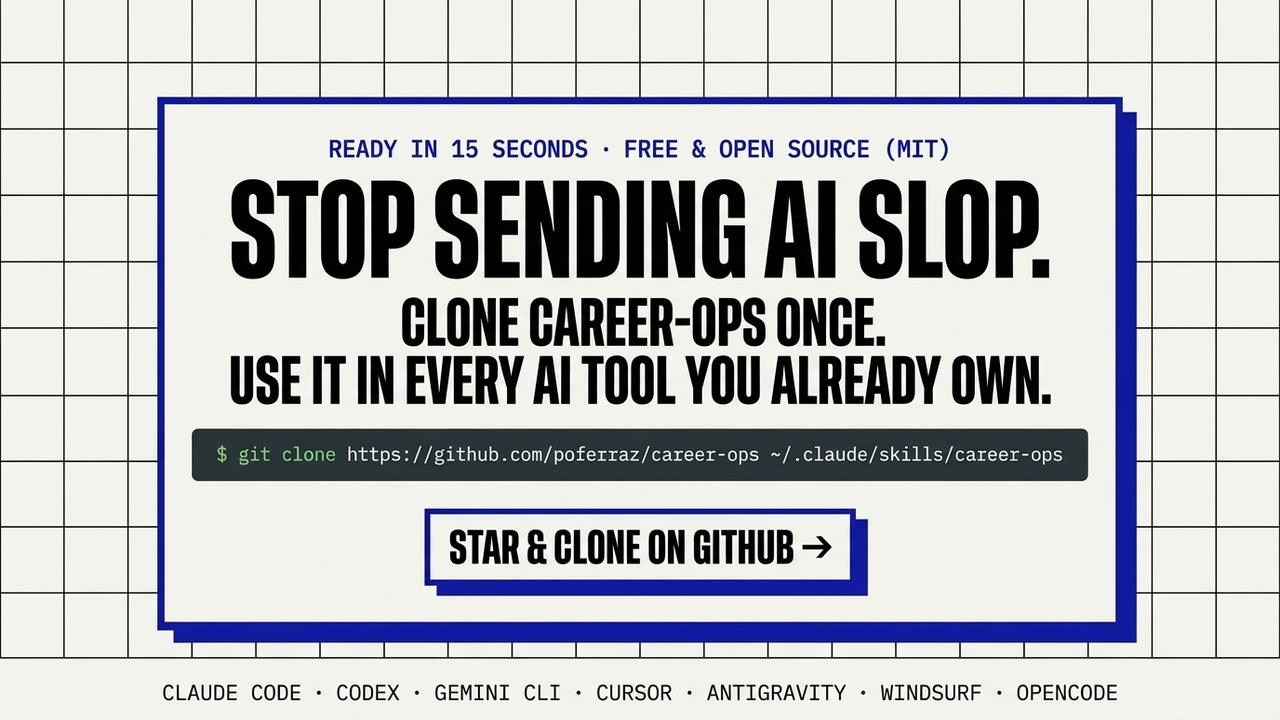 READY IN 15 SECONDS · FREE & OPEN SOURCE (MIT)
STOP SENDING AI SLOP.
CLONE CAREER-OPS ONCE.
USE IT IN EVERY AI TOOL YOU ALREADY OWN.
$ git clone https://github.com/poferraz/career-ops ~/.claude/skills/career-ops
STAR & CLONE ON GITHUB →
CLAUDE CODE · CODEX · GEMINI CLI · CURSOR · ANTIGRAVITY · WINDSURF · OPENCODE